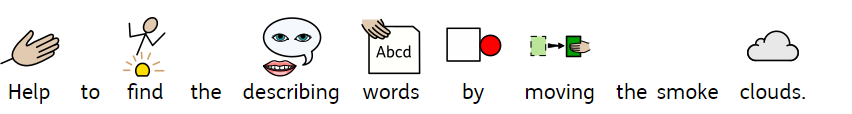 Abcd
Help to find the describing words by moving the smoke clouds.